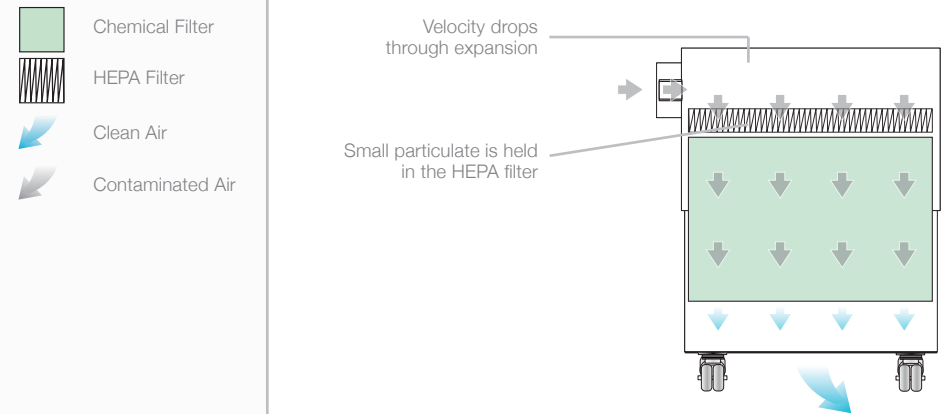 Chemical Filter
HEPA Filter
Clean Air
Contaminated Air
Velocity drops
through expansion
Small particulate is held
in the HEPA filter